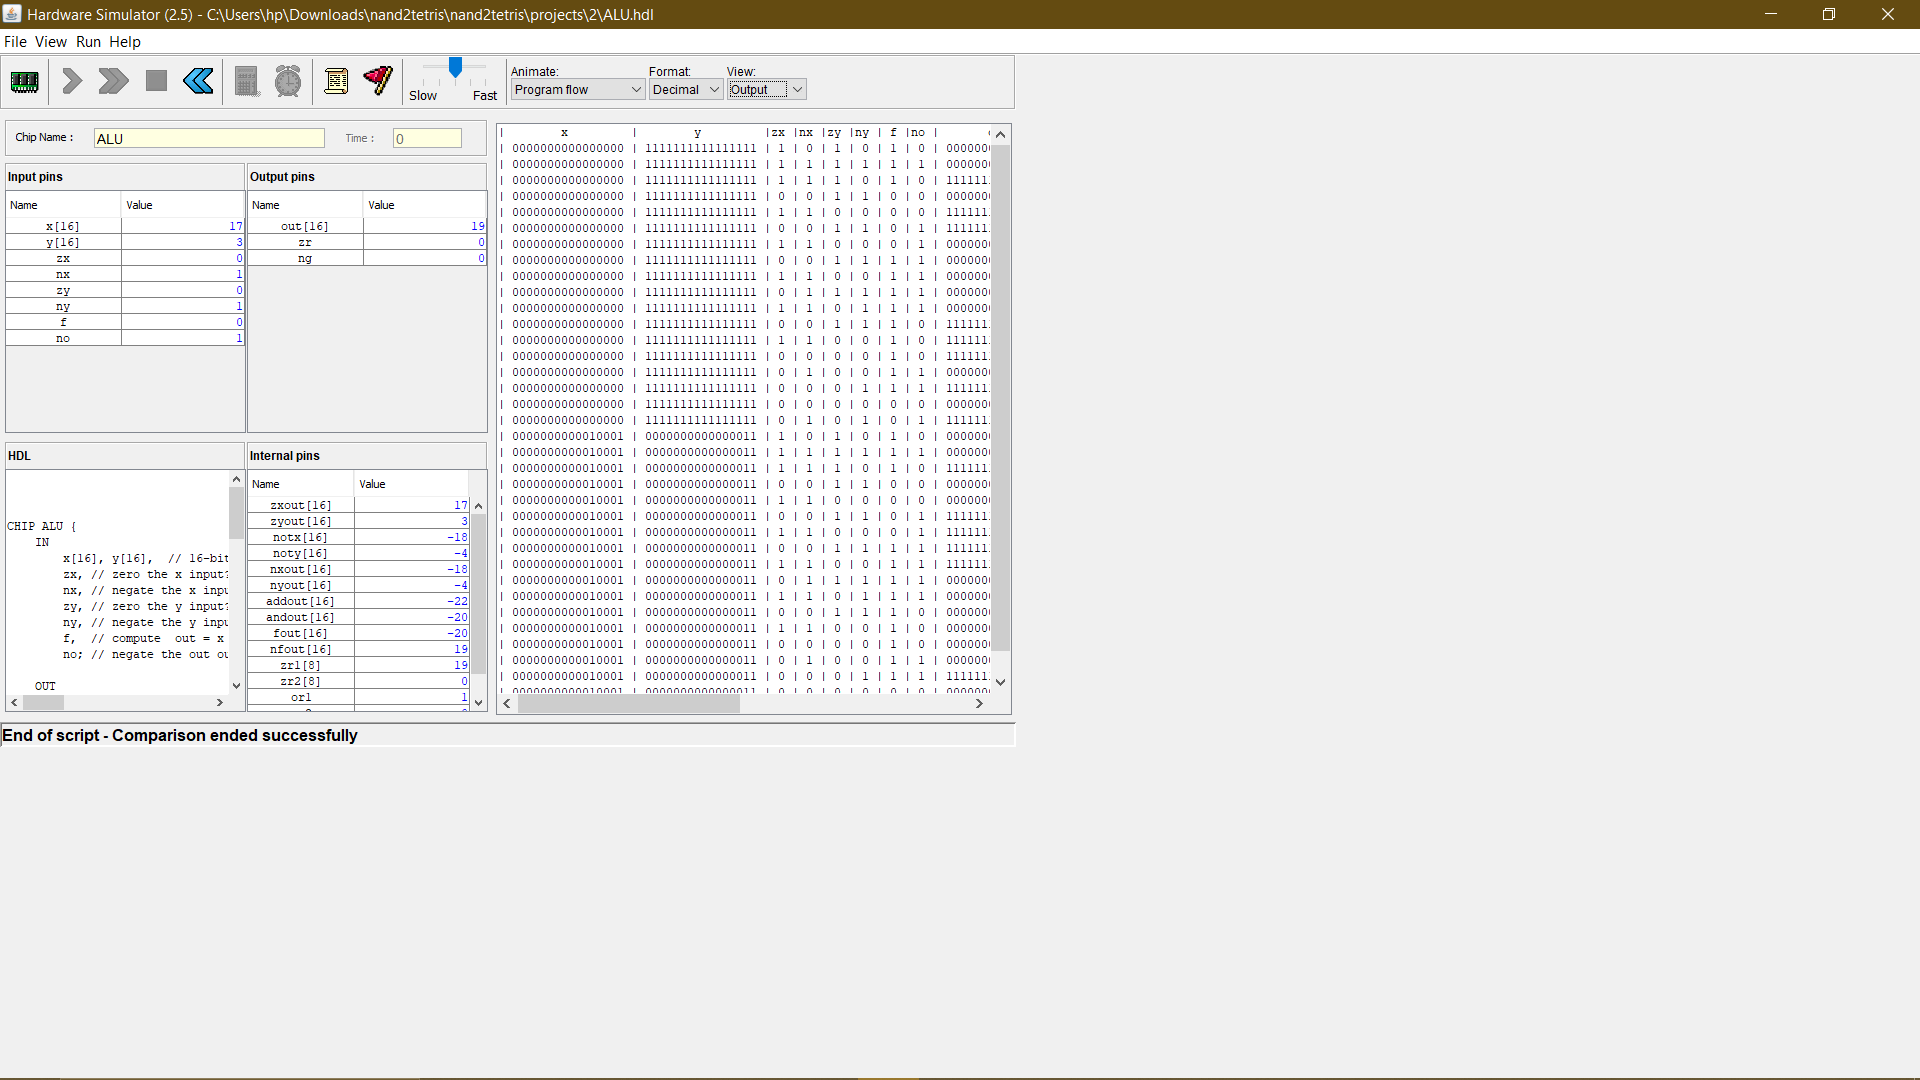 Hardware Simulator (2.5) - C:\Users\hp\Downloads\nand2tetris\nand2tetris\projects\2\ALU.hdl
File View Run Help
Slow Fast
Animate: Format: View:
Program flow Decimal Output
Chip Name : ALU Time : 0
Input pins
Name Value
x[16] 17
y[16] 3
zx 0
nx 1
zy 0
ny 1
f 0
no 1
Output pins
Name Value
out[16] 19
zr 0
ng 0
HDL
CHIP ALU {
IN
x[16], y[16], // 16-bit
zx, // zero the x input?
nx, // negate the x inpu
zy, // zero the y input?
ny, // negate the y inpu
f, // compute out = x
no; // negate the out ou
OUT
Internal pins
Name Value
zxout[16] 17
zyout[16] 3
notx[16] -18
noty[16] -4
nxout[16] -18
nyout[16] -4
addout[16] -22
andout[16] -20
fout[16] -20
nfout[16] 19
zr1[8] 19
zr2[8] 0
or1 1
| x | y |zx |nx |zy |ny | f |no |
| 0000000000000000 | 1111111111111111 | 1 | 0 | 1 | 0 | 1 | 0 | 000000
| 0000000000000000 | 1111111111111111 | 1 | 1 | 1 | 1 | 1 | 1 | 000000
| 0000000000000000 | 1111111111111111 | 1 | 1 | 1 | 0 | 1 | 0 | 111111
| 0000000000000000 | 1111111111111111 | 0 | 0 | 1 | 1 | 0 | 0 | 000000
| 0000000000000000 | 1111111111111111 | 1 | 1 | 0 | 0 | 0 | 0 | 111111
| 0000000000000000 | 1111111111111111 | 0 | 0 | 1 | 1 | 0 | 1 | 111111
| 0000000000000000 | 1111111111111111 | 1 | 1 | 0 | 0 | 0 | 1 | 000000
| 0000000000000000 | 1111111111111111 | 0 | 0 | 1 | 1 | 1 | 1 | 000000
| 0000000000000000 | 1111111111111111 | 1 | 1 | 0 | 0 | 1 | 1 | 000000
| 0000000000000000 | 1111111111111111 | 0 | 1 | 1 | 1 | 1 | 1 | 000000
| 0000000000000000 | 1111111111111111 | 1 | 1 | 0 | 1 | 1 | 1 | 000000
| 0000000000000000 | 1111111111111111 | 0 | 0 | 1 | 1 | 1 | 0 | 111111
| 0000000000000000 | 1111111111111111 | 1 | 1 | 0 | 0 | 1 | 0 | 111111
| 0000000000000000 | 1111111111111111 | 0 | 0 | 0 | 0 | 1 | 0 | 111111
| 0000000000000000 | 1111111111111111 | 0 | 1 | 0 | 0 | 1 | 1 | 000000
| 0000000000000000 | 1111111111111111 | 0 | 0 | 0 | 1 | 1 | 1 | 111111
| 0000000000000000 | 1111111111111111 | 0 | 0 | 0 | 0 | 0 | 0 | 000000
| 0000000000000000 | 1111111111111111 | 0 | 1 | 0 | 1 | 0 | 1 | 111111
| 0000000000010001 | 0000000000000011 | 1 | 0 | 1 | 0 | 1 | 0 | 000000
| 0000000000010001 | 0000000000000011 | 1 | 1 | 1 | 1 | 1 | 1 | 000000
| 0000000000010001 | 0000000000000011 | 1 | 1 | 1 | 0 | 1 | 0 | 111111
| 0000000000010001 | 0000000000000011 | 0 | 0 | 1 | 1 | 0 | 0 | 000000
| 0000000000010001 | 0000000000000011 | 1 | 1 | 0 | 0 | 0 | 0 | 000000
| 0000000000010001 | 0000000000000011 | 0 | 0 | 1 | 1 | 0 | 1 | 111111
| 0000000000010001 | 0000000000000011 | 1 | 1 | 0 | 0 | 0 | 1 | 111111
| 0000000000010001 | 0000000000000011 | 0 | 0 | 1 | 1 | 1 | 1 | 111111
| 0000000000010001 | 0000000000000011 | 1 | 1 | 0 | 0 | 1 | 1 | 111111
| 0000000000010001 | 0000000000000011 | 0 | 1 | 1 | 1 | 1 | 1 | 000000
| 0000000000010001 | 0000000000000011 | 1 | 1 | 0 | 1 | 1 | 1 | 000000
| 0000000000010001 | 0000000000000011 | 0 | 0 | 1 | 1 | 1 | 0 | 000000
| 0000000000010001 | 0000000000000011 | 1 | 1 | 0 | 0 | 1 | 0 | 000000
| 0000000000010001 | 0000000000000011 | 0 | 0 | 0 | 0 | 1 | 0 | 000000
| 0000000000010001 | 0000000000000011 | 0 | 1 | 0 | 0 | 1 | 1 | 000000
| 0000000000010001 | 0000000000000011 | 0 | 0 | 0 | 1 | 1 | 1 | 111111
| 0000000000010001 | 0000000000000011 | 0 | 0 | 0 | 0 | 0 | 0 | 000000
End of script - Comparison ended successfully